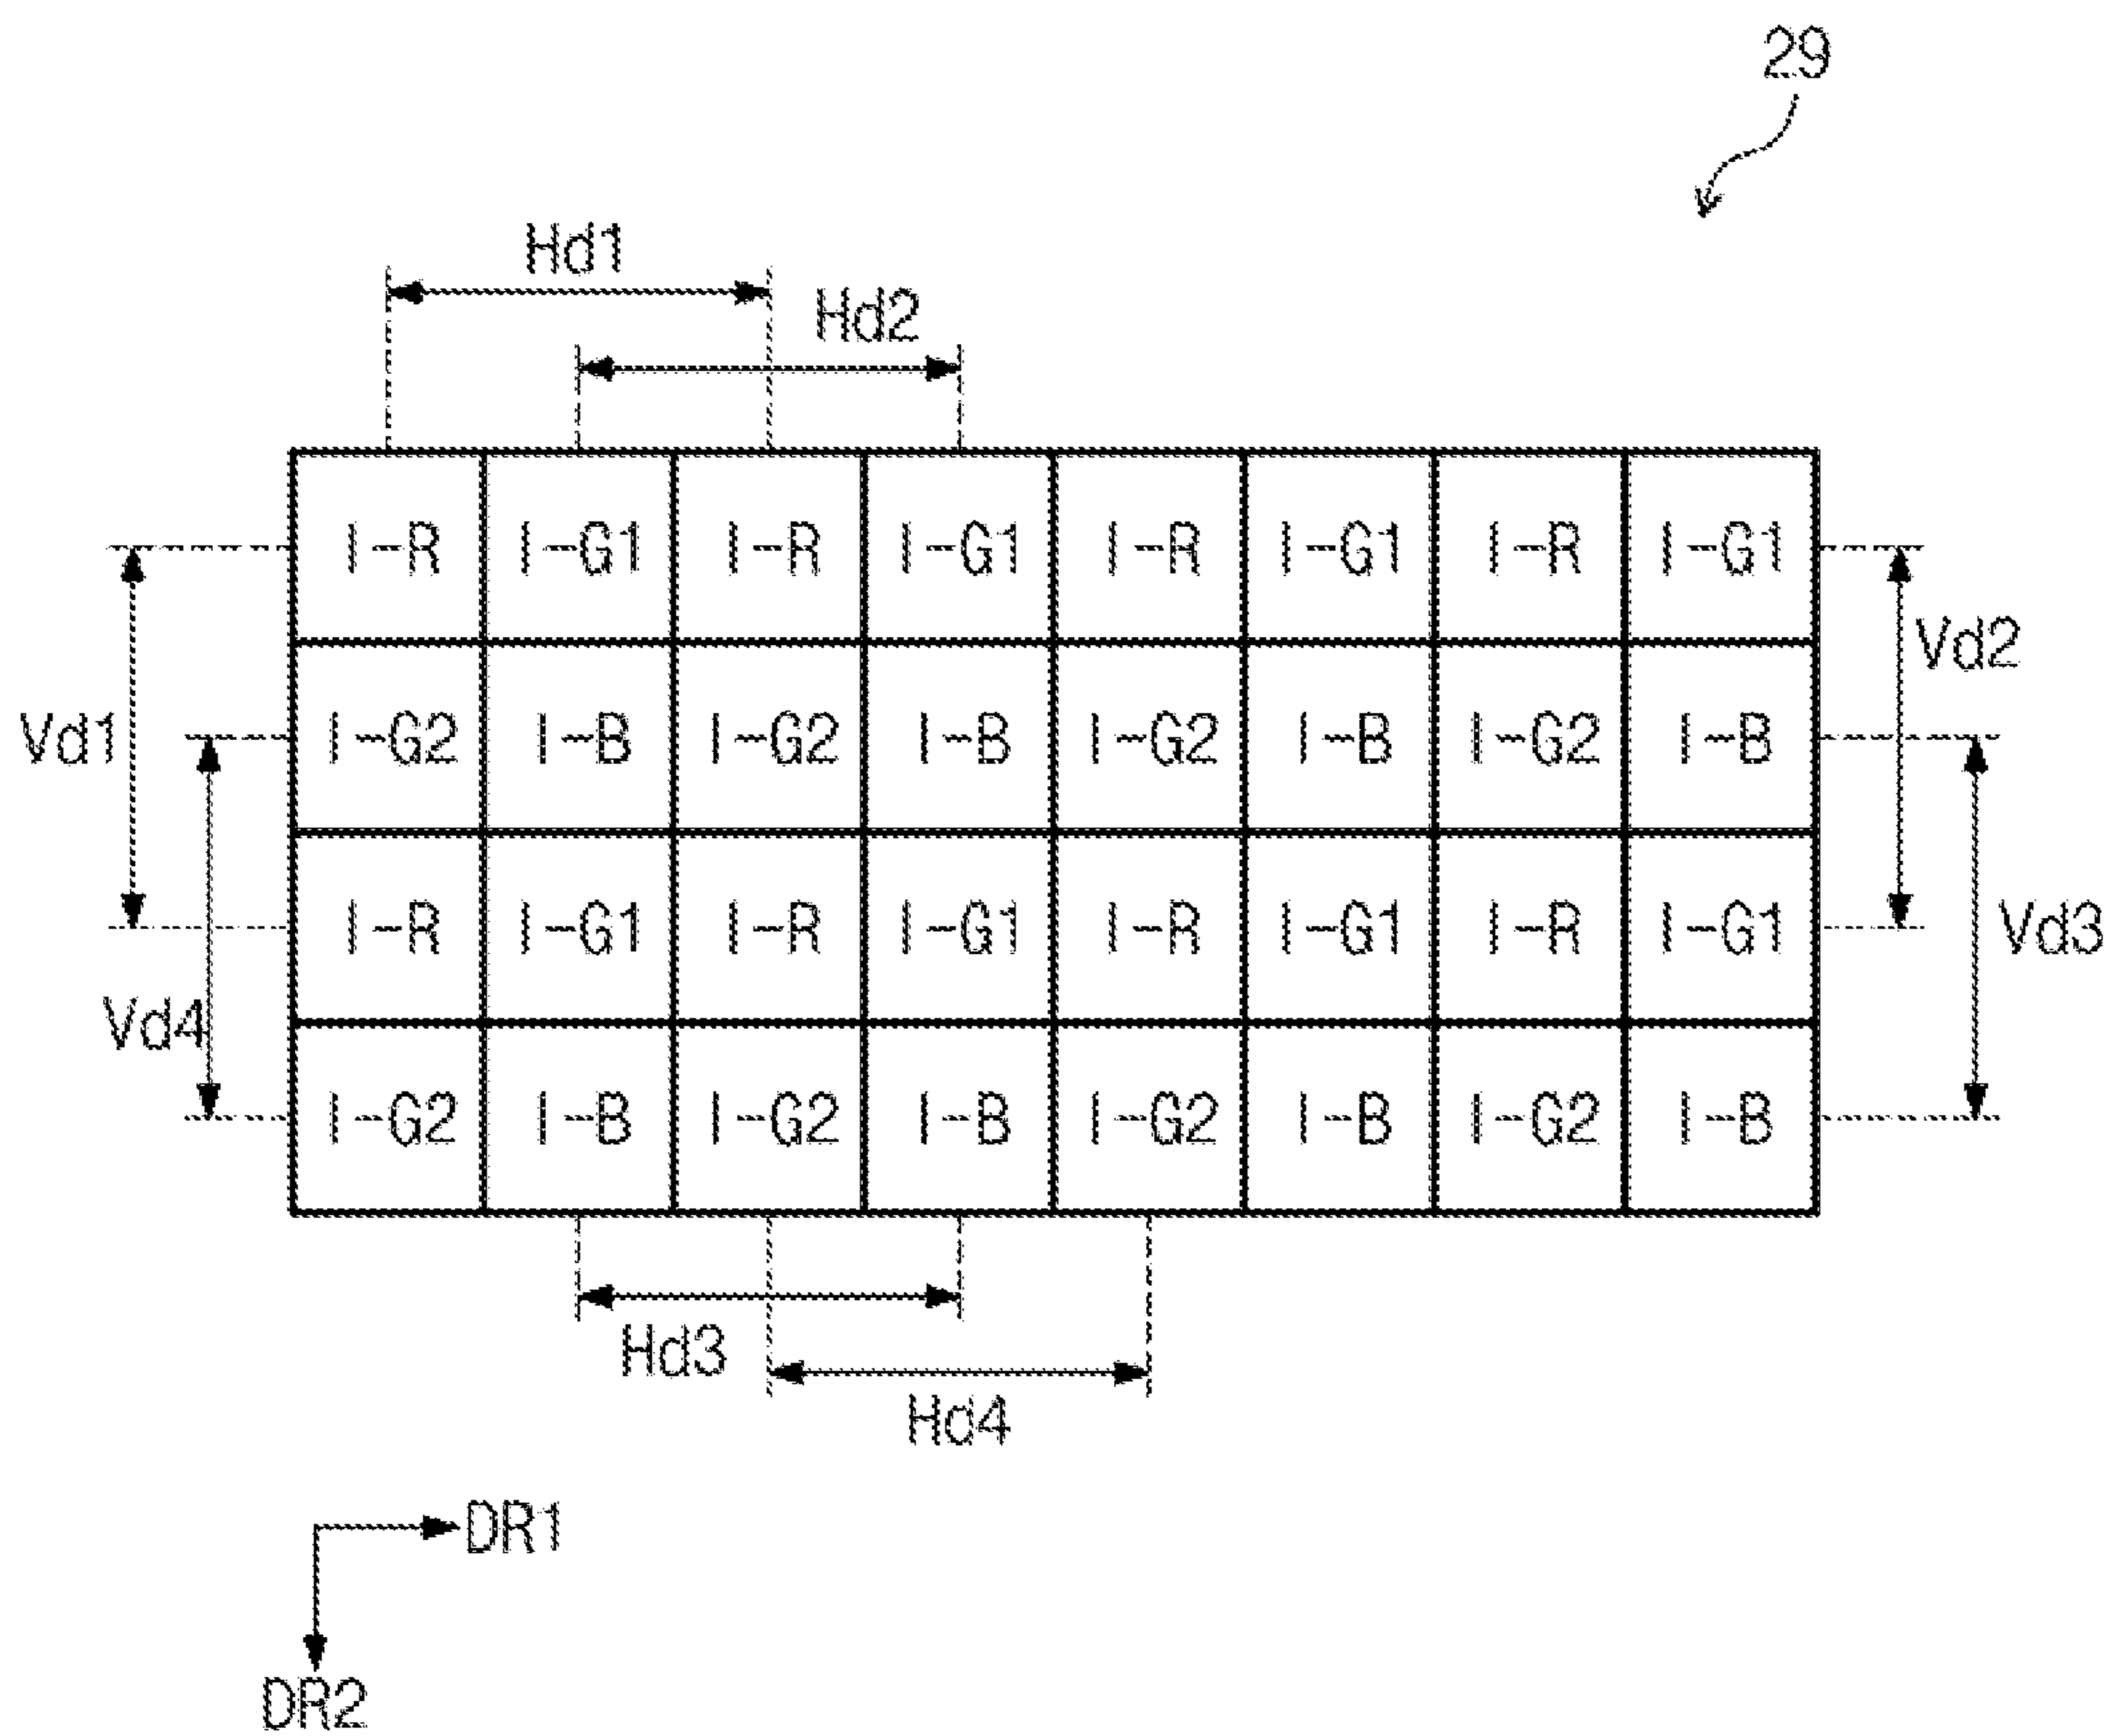 29
Hd1
Hd2
I-R I-G1 I-R I-G1 I-R I-G1 I-R I-G1
Vd2
Vd1
I-G2 I-B I-G2 I-B I-G2 I-B I-G2 I-B
I-R I-G1 I-R I-G1 I-R I-G1 I-R I-G1
Vd3
Vd4
I-G2 I-B I-G2 I-B I-G2 I-B I-G2 I-B
Hd3
Hd4
DR1
DR2